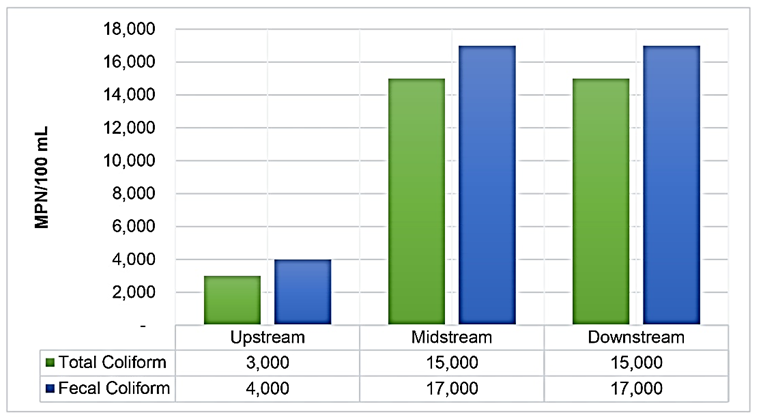 18,000
16,000
14,000
12,000
10,000
8,000
6,000
4,000
2,000
-
MPN/100 mL
Upstream Midstream Downstream
Total Coliform 3,000 15,000 15,000
Fecal Coliform 4,000 17,000 17,000